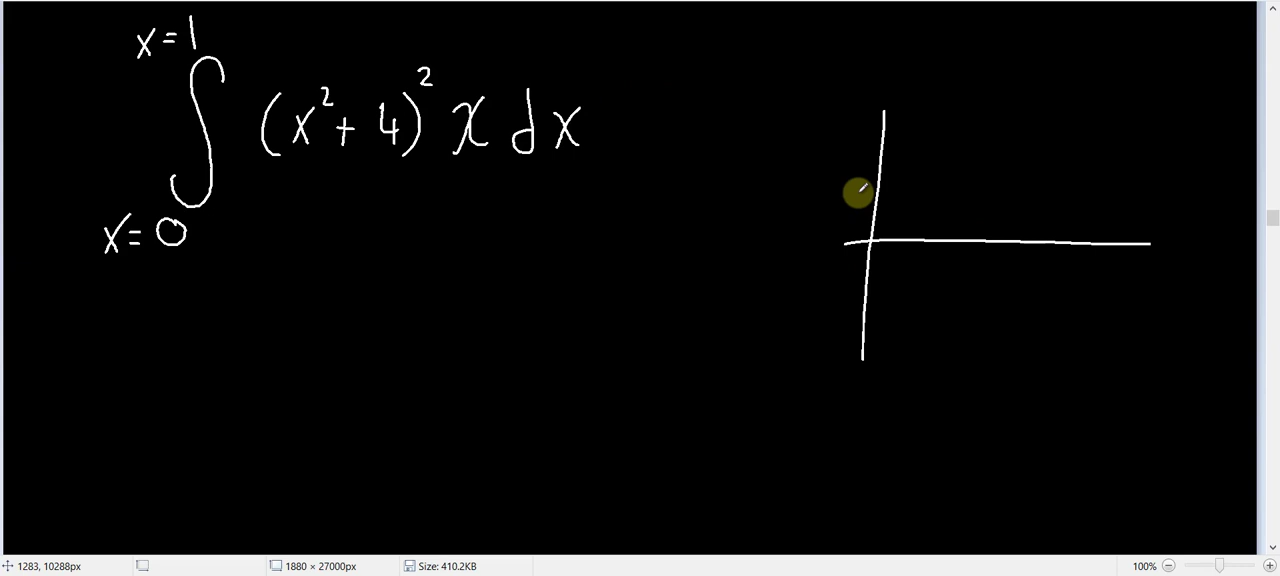 x=1
∫ (x²+4)² x dx
x=0
1283, 10288px 1880 × 27000px Size: 410.2KB 100%